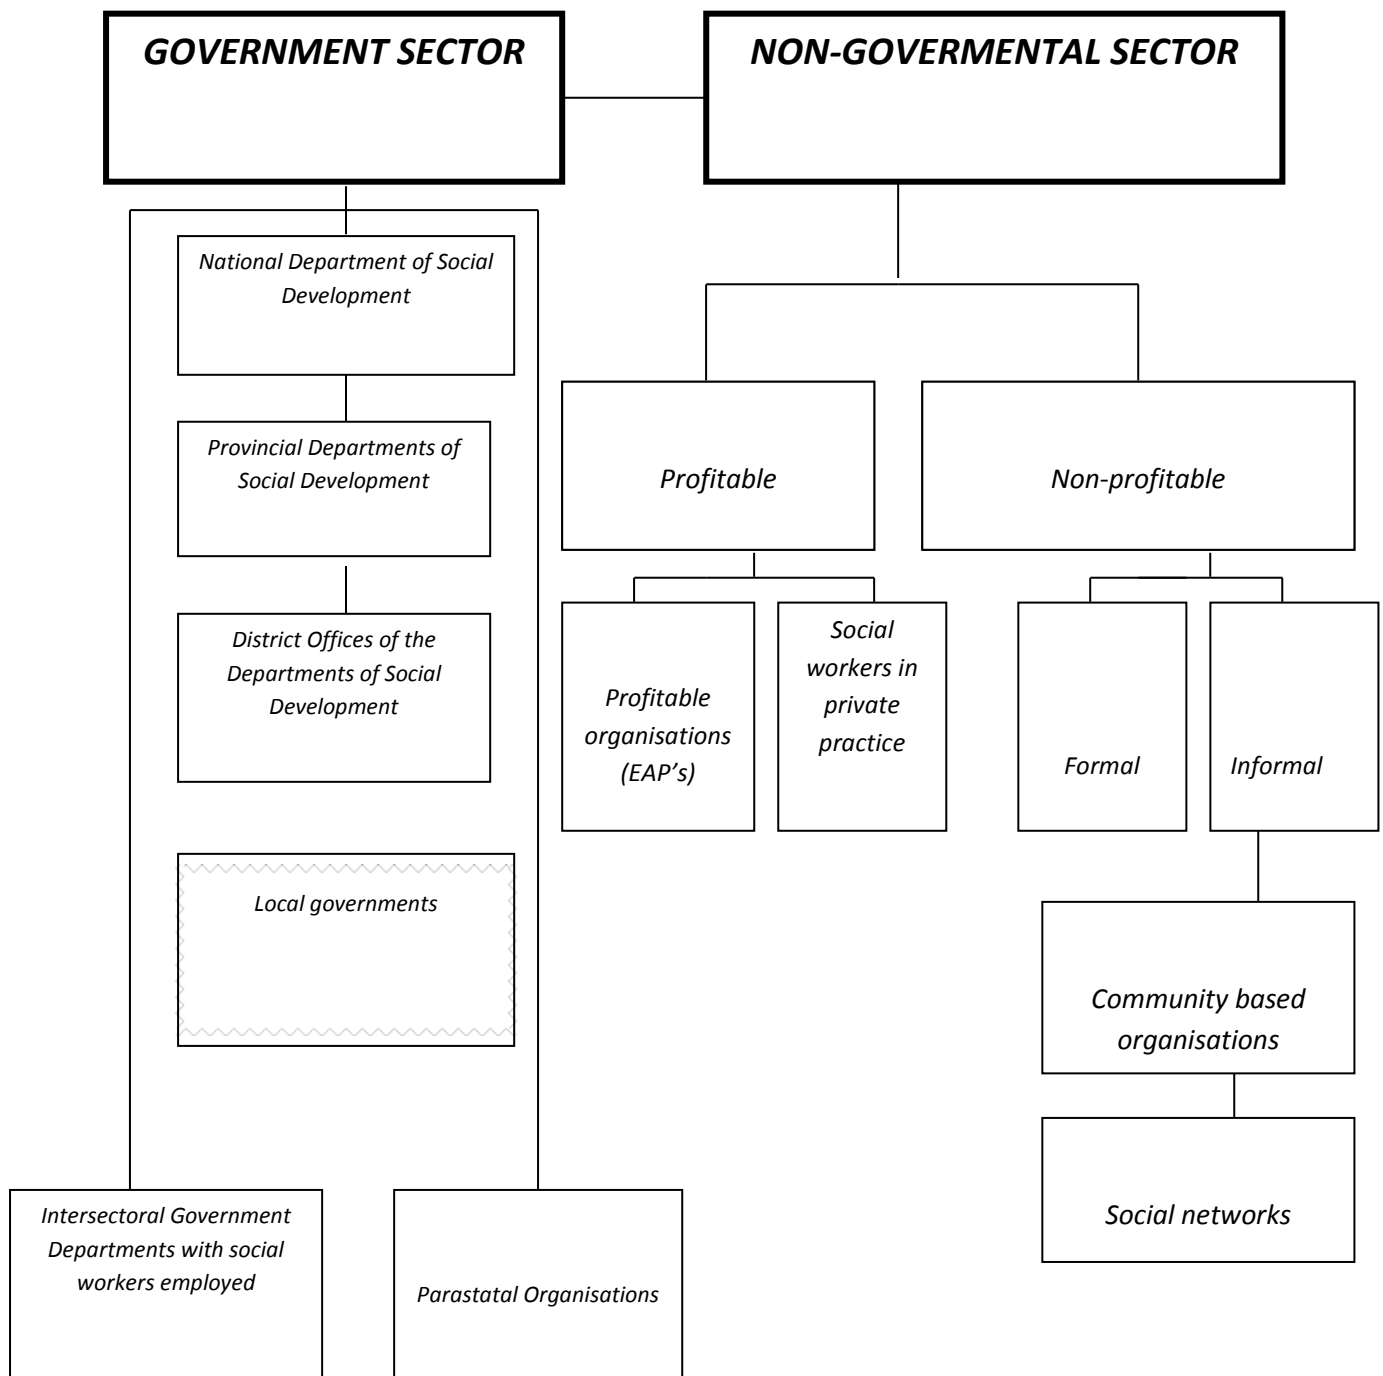 GOVERNMENT SECTOR
NON-GOVERMENTAL SECTOR
National Department of Social
Development
Provincial Departments of
Social Development
District Offices of the
Departments of Social
Development
Local governments
Intersectoral Government
Departments with social
workers employed
Parastatal Organisations
Profitable
Non-profitable
Profitable
organisations
(EAP’s)
Social
workers in
private
practice
Formal
Informal
Community based
organisations
Social networks